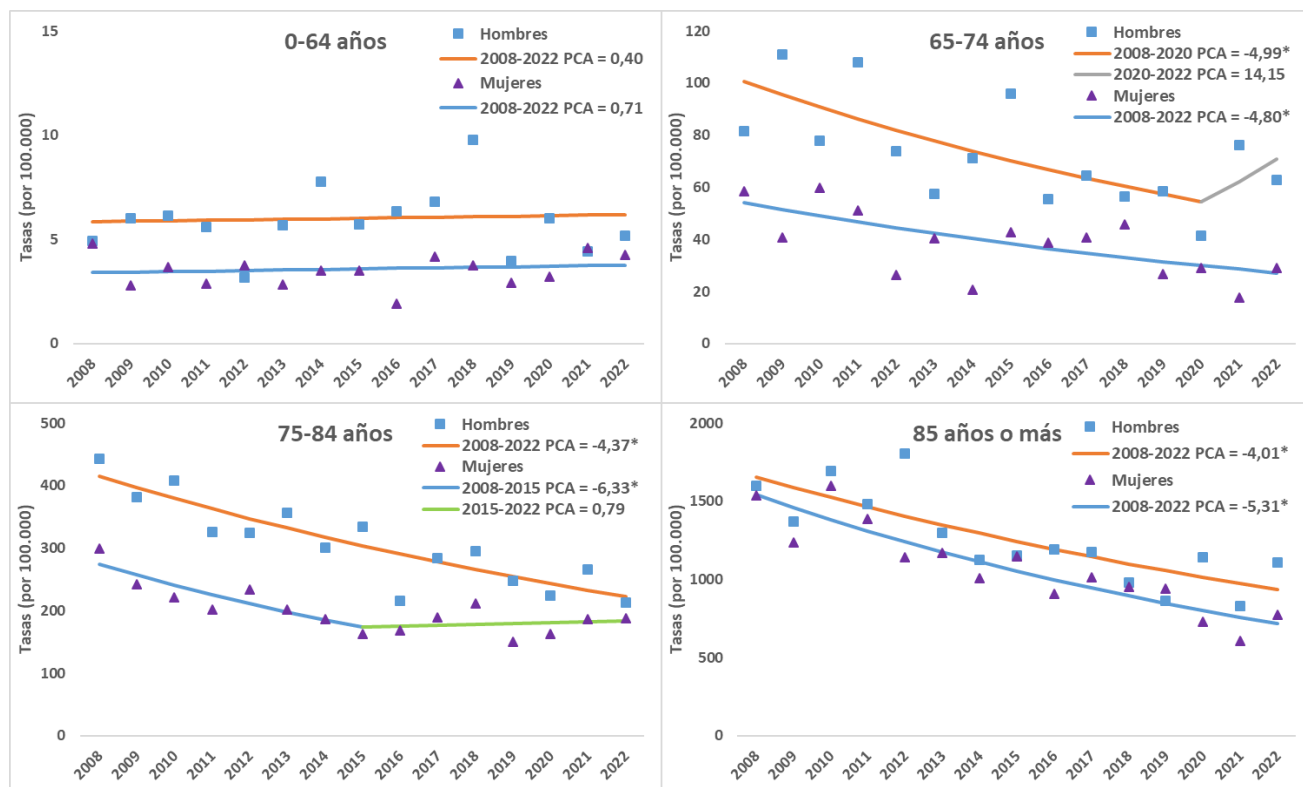 0-64 años
Hombres
2008-2022 PCA = 0,40
Mujeres
2008-2022 PCA = 0,71
Tasas (por 100.000)
15
10
5
0
2008 2009 2010 2011 2012 2013 2014 2015 2016 2017 2018 2019 2020 2021 2022
65-74 años
Hombres
2008-2020 PCA = -4,99*
2020-2022 PCA = 14,15
Mujeres
2008-2022 PCA = -4,80*
Tasas (por 100.000)
120
100
80
60
40
20
0
2008 2009 2010 2011 2012 2013 2014 2015 2016 2017 2018 2019 2020 2021 2022
75-84 años
Hombres
2008-2022 PCA = -4,37*
Mujeres
2008-2015 PCA = -6,33*
2015-2022 PCA = 0,79
Tasas (por 100.000)
500
400
300
200
100
0
2008 2009 2010 2011 2012 2013 2014 2015 2016 2017 2018 2019 2020 2021 2022
85 años o más
Hombres
2008-2022 PCA = -4,01*
Mujeres
2008-2022 PCA = -5,31*
Tasas (por 100.000)
2000
1500
1000
500
0
2008 2009 2010 2011 2012 2013 2014 2015 2016 2017 2018 2019 2020 2021 2022